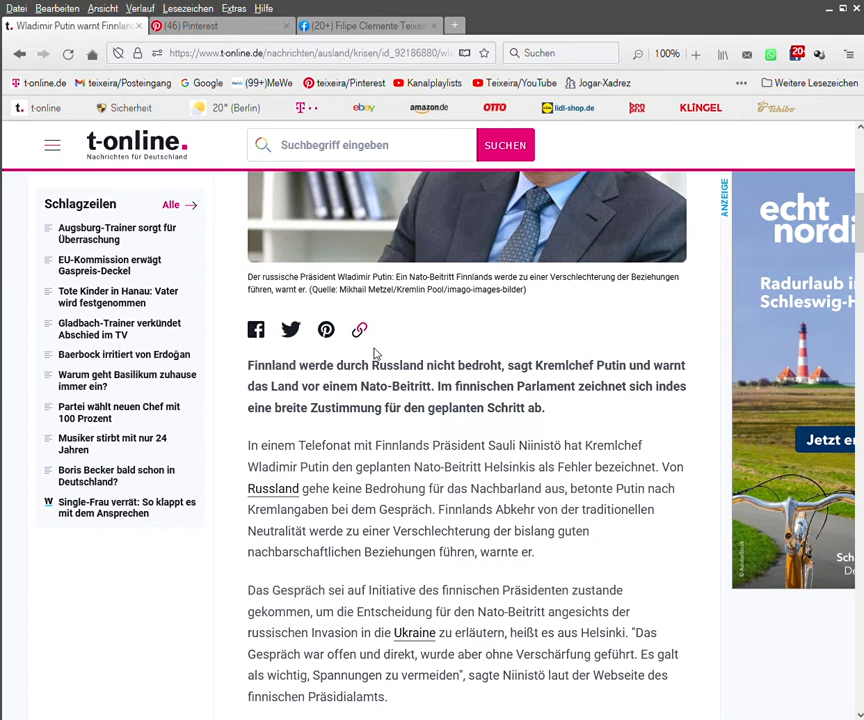 Datei Bearbeiten Ansicht Verlauf Lesezeichen Extras Hilfe
t. Wladimir Putin warnt Finnlan
(46) Pinterest
(20+) Filipe Clemente Teixe
https://www.t-online.de/nachrichten/ausland/krisen/id_92186880/wl
Suchen
100%
20
t-online.de teixeira/Posteingang Google (99+)MeWe teixeira/Pinterest Kanalplaylists Teixeira/YouTube Jogar-Xadrez Weitere Lesezeichen
t. t-online Sicherheit 20° (Berlin) T ebay amazon.de OTTO lidl-shop.de bon prix KLiNGEL Tchibo
t-online.
Nachrichten für Deutschland
Suchbegriff eingeben
SUCHEN
Schlagzeilen
Alle
Augsburg-Trainer sorgt für
Überraschung
EU-Kommission erwägt
Gaspreis-Deckel
Tote Kinder in Hanau: Vater
wird festgenommen
Gladbach-Trainer verkündet
Abschied im TV
Baerbock irritiert von Erdoğan
Warum geht Basilikum zuhause
immer ein?
Partei wählt neuen Chef mit
100 Prozent
Musiker stirbt mit nur 24
Jahren
Boris Becker bald schon in
Deutschland?
W Single-Frau verrät: So klappt es
mit dem Ansprechen
Der russische Präsident Wladimir Putin: Ein Nato-Beitritt Finnlands werde zu einer Verschlechterung der Beziehungen
führen, warnt er. (Quelle: Mikhail Metzel/Kremlin Pool/imago-images-bilder)
Finnland werde durch Russland nicht bedroht, sagt Kremlchef Putin und warnt
das Land vor einem Nato-Beitritt. Im finnischen Parlament zeichnet sich indes
eine breite Zustimmung für den geplanten Schritt ab.
In einem Telefonat mit Finnlands Präsident Sauli Niinistö hat Kremlchef
Wladimir Putin den geplanten Nato-Beitritt Helsinkis als Fehler bezeichnet. Von
Russland gehe keine Bedrohung für das Nachbarland aus, betonte Putin nach
Kremlangaben bei dem Gespräch. Finnlands Abkehr von der traditionellen
Neutralität werde zu einer Verschlechterung der bislang guten
nachbarschaftlichen Beziehungen führen, warnte er.
Das Gespräch sei auf Initiative des finnischen Präsidenten zustande
gekommen, um die Entscheidung für den Nato-Beitritt angesichts der
russischen Invasion in die Ukraine zu erläutern, heißt es aus Helsinki. "Das
Gespräch war offen und direkt, wurde aber ohne Verschärfung geführt. Es galt
als wichtig, Spannungen zu vermeiden", sagte Niinistö laut der Webseite des
finnischen Präsidialamts.
ANZEIGE
echt
nordi
Radurlaub i
Schleswig-H
Jetzt er
Sch
De
© AdobeStock